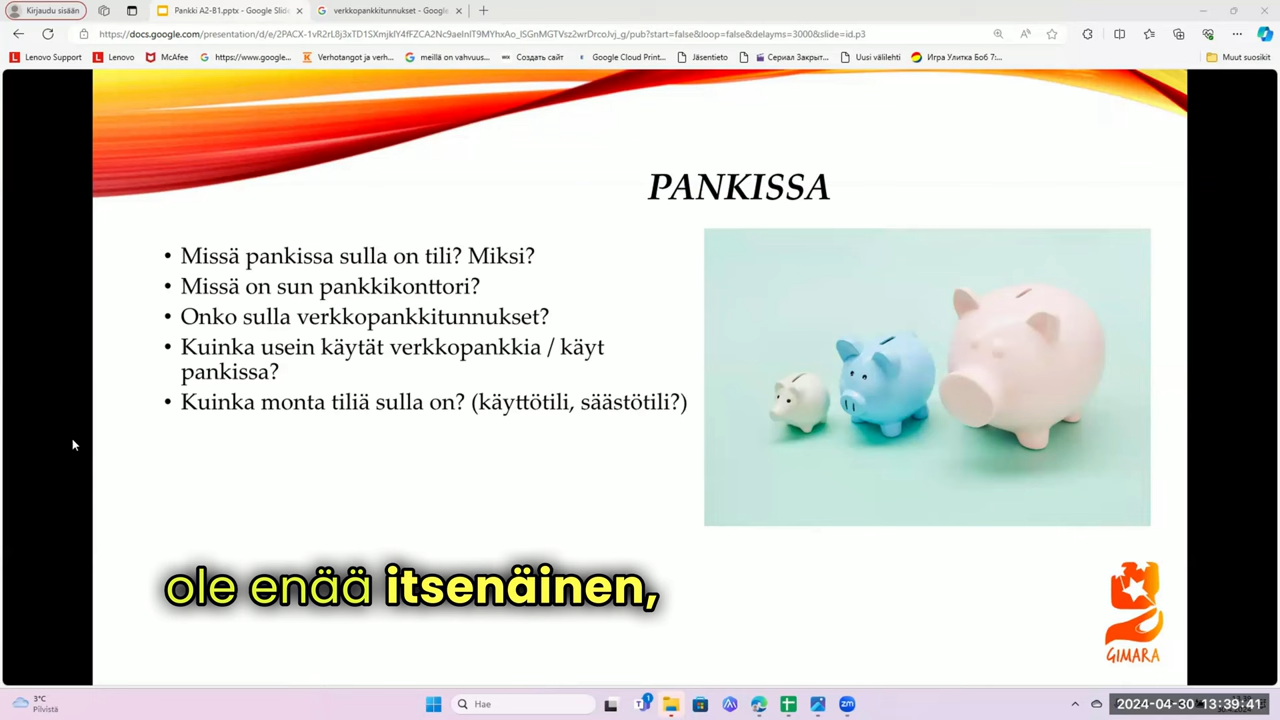 Kirjaudu sisään
Pankki A2-B1.pptx - Google Slid
verkkopankkitunnukset - Google
https://docs.google.com/presentation/d/e/2PACX-1vR2rL8j3xTD1SXmjkIY4fFZCA2Nc9aeInIT9MYhxAo_ISGnMGTVsz2wrDrcoJvj_g/pub?start=false&loop=false&delayms=3000&slide=id.p3
Lenovo Support
Lenovo
McAfee
https://www.google...
Verhotangot ja verh...
meillä on vahvuus...
Создать сайт
Google Cloud Print...
Jäsentieto
Сериал Закрыт...
Uusi välilehti
Игра Улитка Боб 7:...
Muut suosikit
PANKISSA
• Missä pankissa sulla on tili? Miksi?
• Missä on sun pankkikonttori?
• Onko sulla verkkopankkitunnukset?
• Kuinka usein käytät verkkopankkia / käyt
pankissa?
• Kuinka monta tiliä sulla on? (käyttötili, säästötili?)
ole enää itsenäinen,
GIMARA
3°C
Pilvistä
Hae
2024-04-30 13:39:41